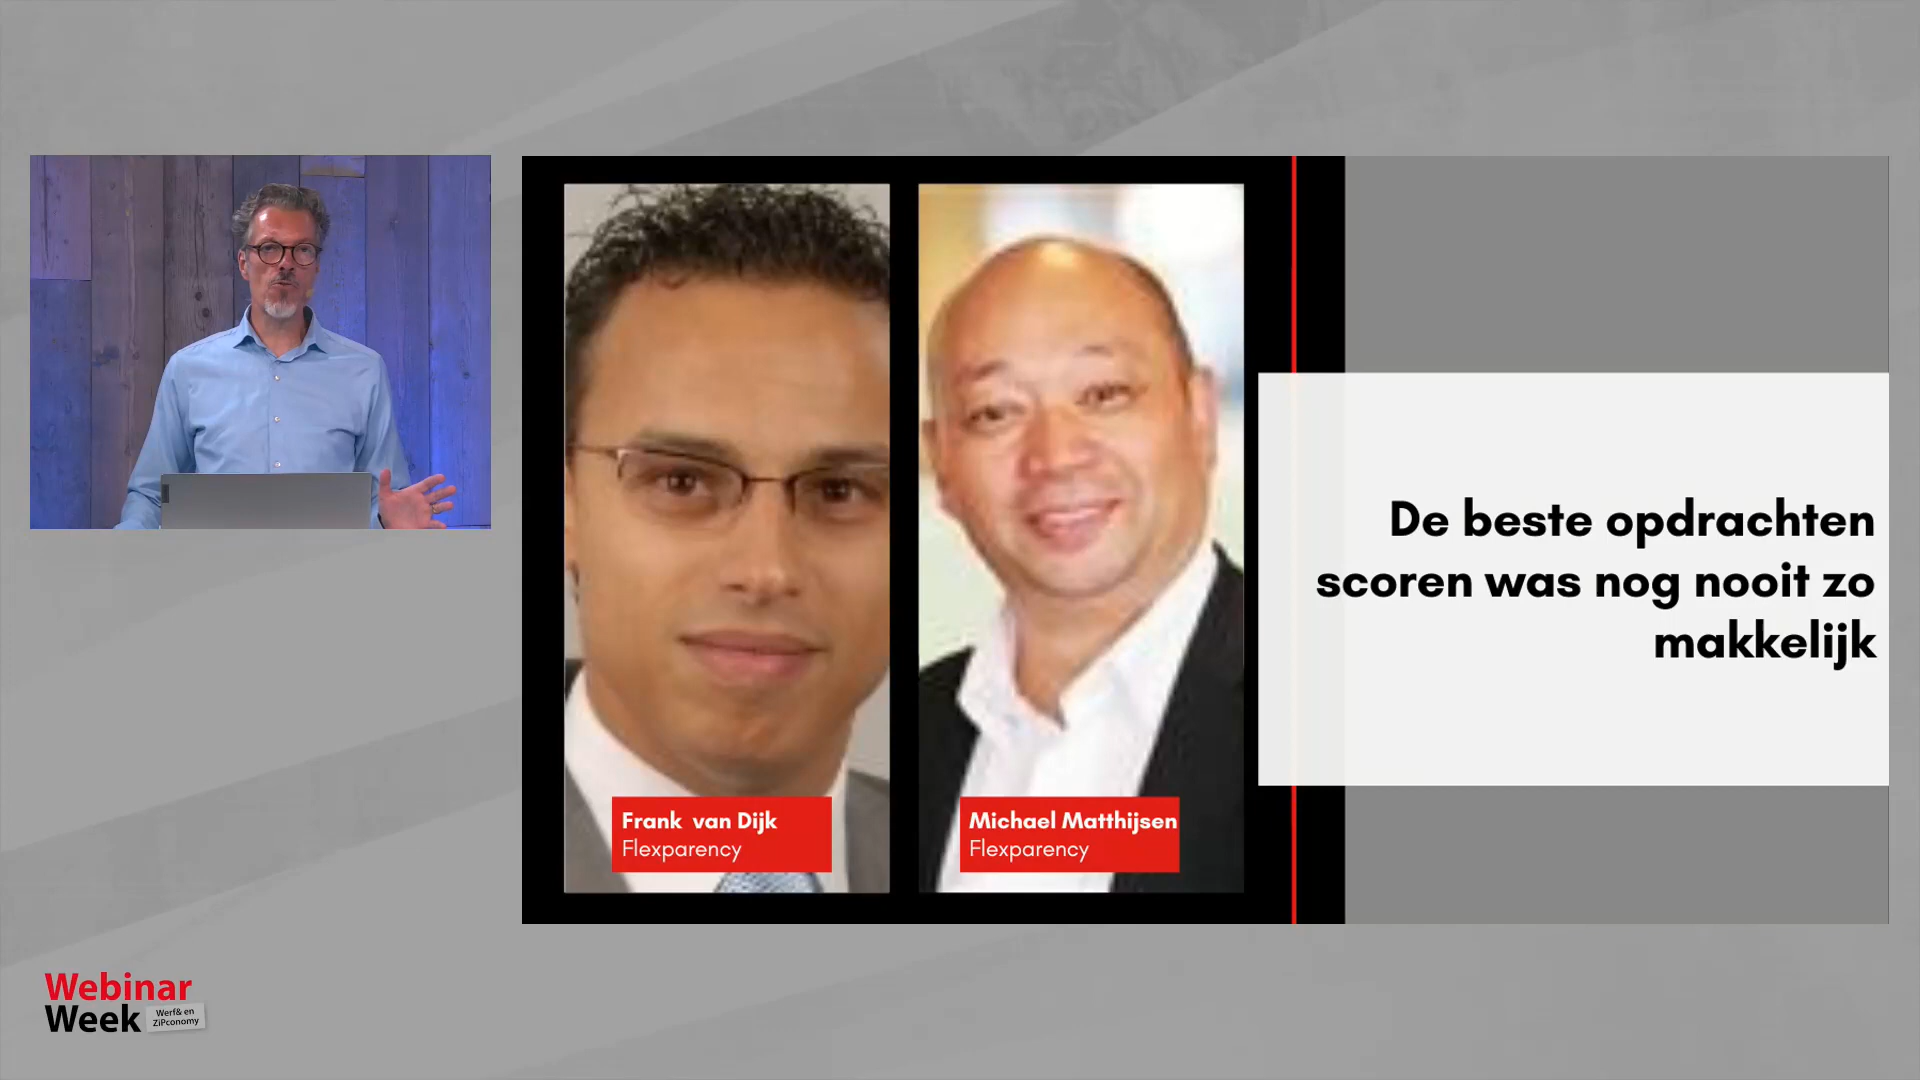 Frank van Dijk
Flexparency
Michael Matthijsen
Flexparency
De beste opdrachten
scoren was nog nooit zo
makkelijk
Webinar
Week
Werf& en
ZiPconomy